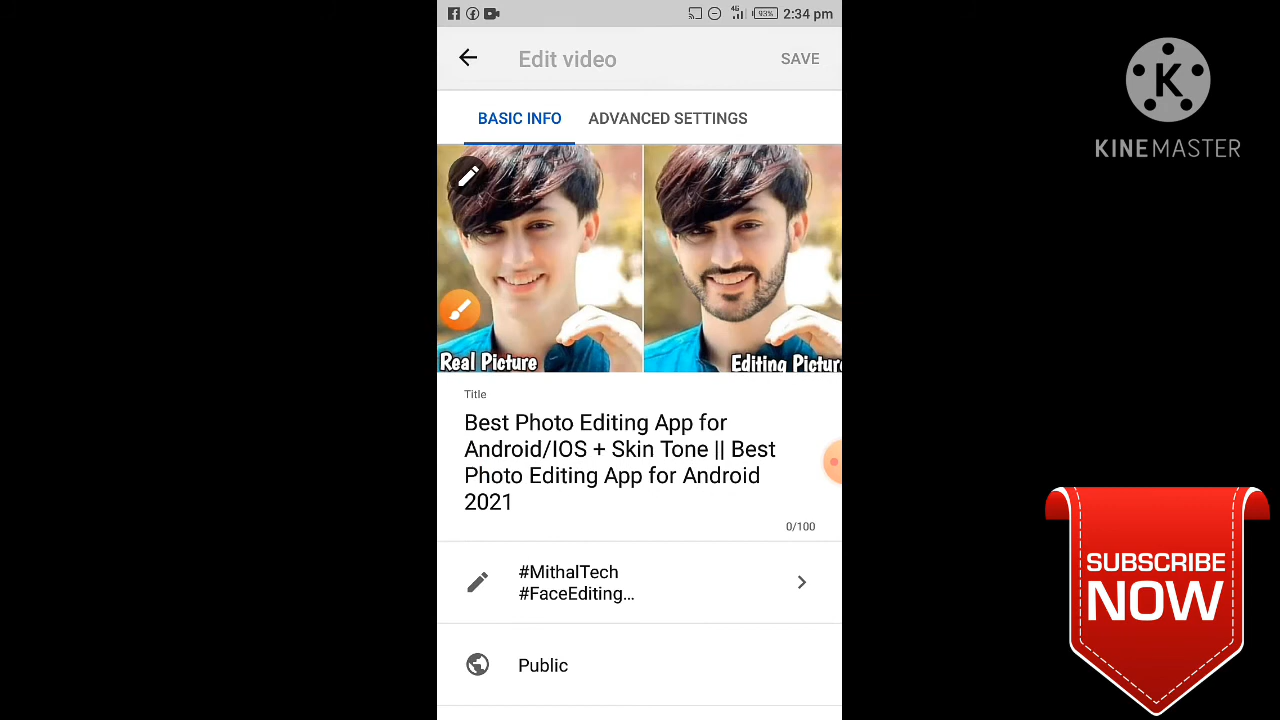 4G
93%
2:34 pm
Edit video
SAVE
BASIC INFO
ADVANCED SETTINGS
Real Picture
Editing Pictur
Title
Best Photo Editing App for
Android/IOS + Skin Tone || Best
Photo Editing App for Android
2021
0/100
#MithalTech
#FaceEditing...
Public
K
KINEMASTER
SUBSCRIBE
NOW